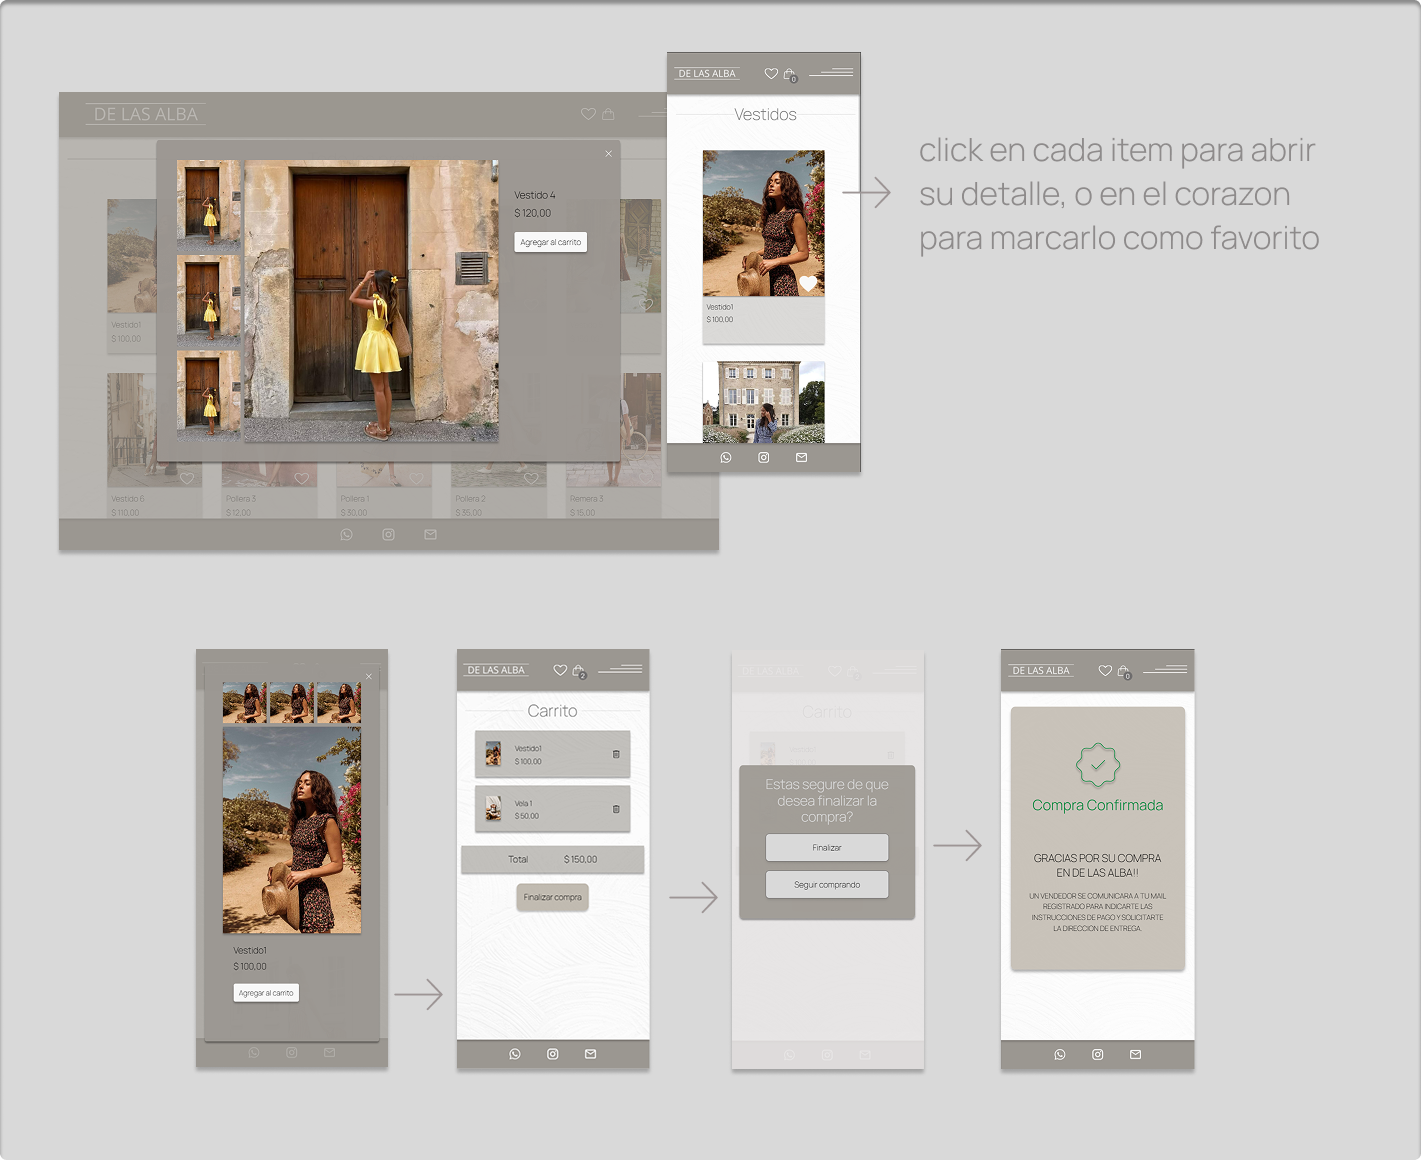 DE LAS ALBA
Vestido 4
$ 120,00
Agregar al carrito
Vestido1
$ 100,00
Vestido 6
$ 110,00
Pollera 3
$ 12,00
Pollera 1
$ 30,00
Pollera 2
$ 35,00
Remera 3
$ 15,00
DE LAS ALBA
0
Vestidos
Vestido1
$ 100,00
click en cada item para abrir
su detalle, o en el corazon
para marcarlo como favorito
Vestido1
$ 100,00
Agregar al carrito
DE LAS ALBA
2
Carrito
Vestido1
$ 100,00
Vela 1
$ 50,00
Total $ 150,00
Finalizar compra
DE LAS ALBA
Carrito
Estas segure de que
desea finalizar la
compra?
Finalizar
Seguir comprando
DE LAS ALBA
0
Compra Confirmada
GRACIAS POR SU COMPRA
EN DE LAS ALBA!!
UN VENDEDOR SE COMUNICARA A TU MAIL
REGISTRADO PARA INDICARTE LAS
INSTRUCCIONES DE PAGO Y SOLICITARTE
LA DIRECCION DE ENTREGA.